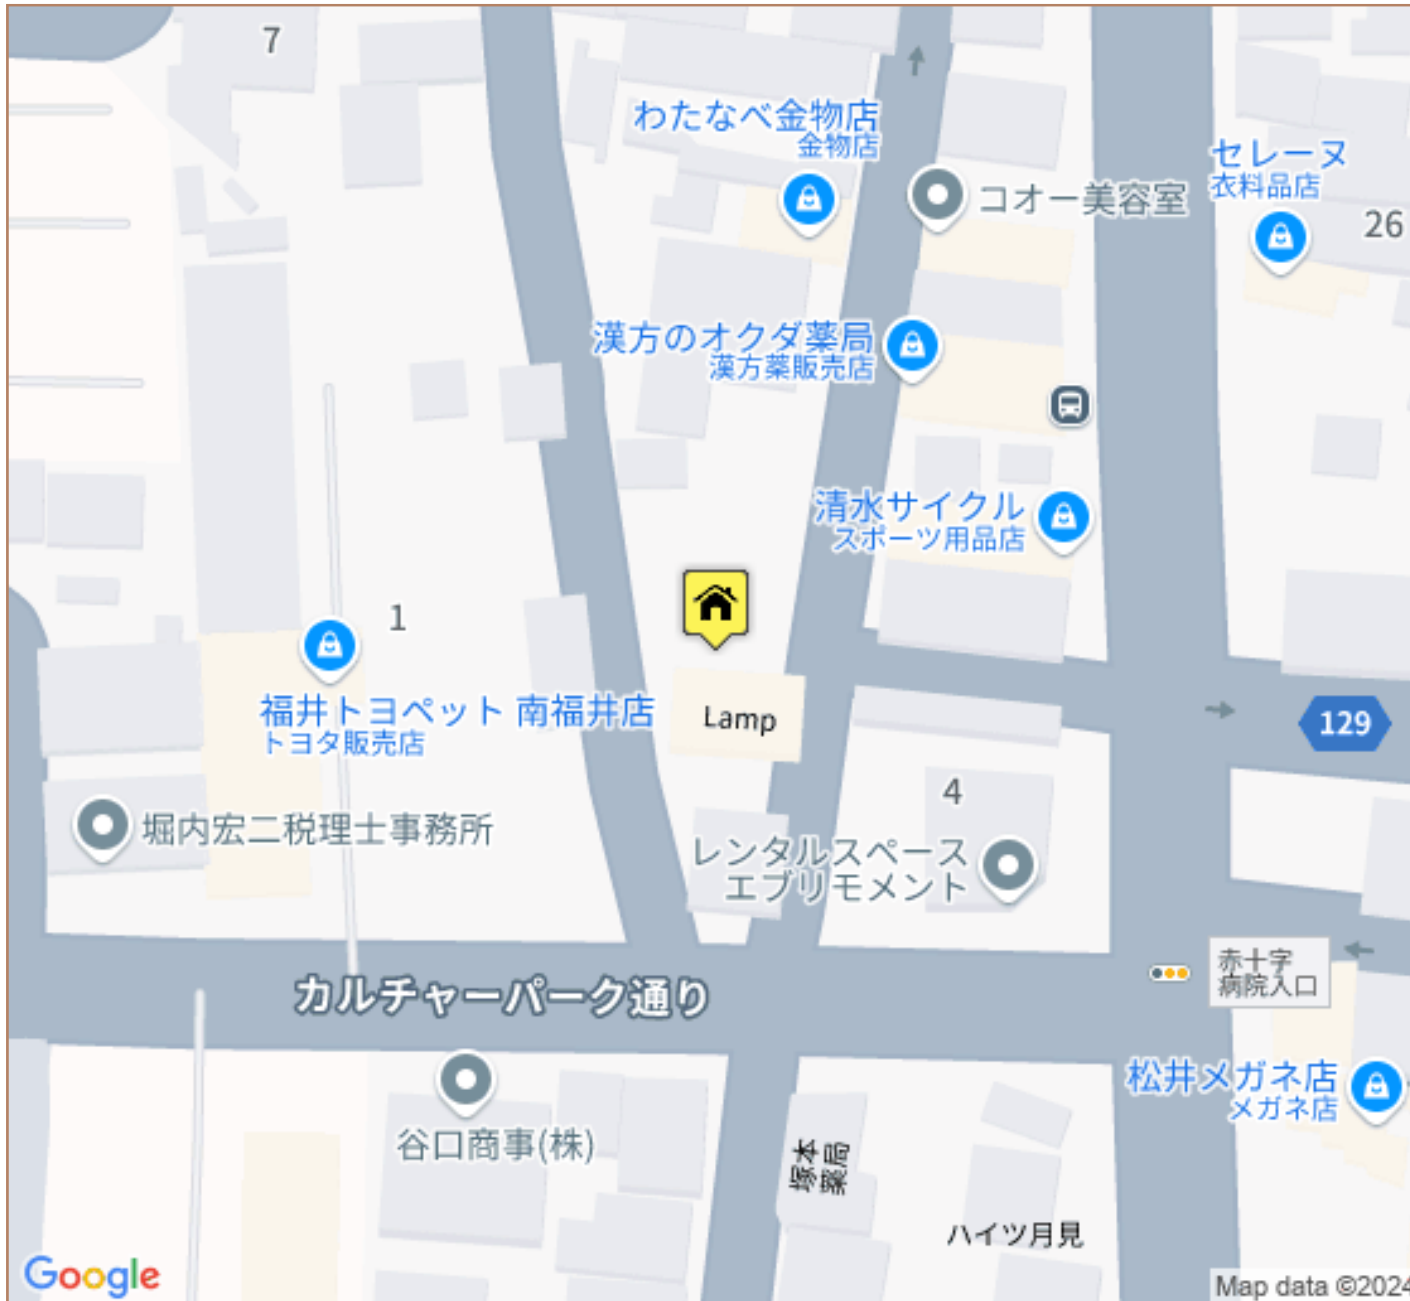 7
わたなべ金物店
金物店
コオー美容室
セレーヌ
衣料品店
26
漢方のオクダ薬局
漢方薬販売店
清水サイクル
スポーツ用品店
1
福井トヨペット 南福井店
トヨタ販売店
Lamp
129
4
堀内宏二税理士事務所
レンタルスペース
エブリモメント
カルチャーパーク通り
赤十字
病院入口
松井メガネ店
メガネ店
谷口商事(株)
塚本
薬局
ハイツ月見
Google
Map data ©2024